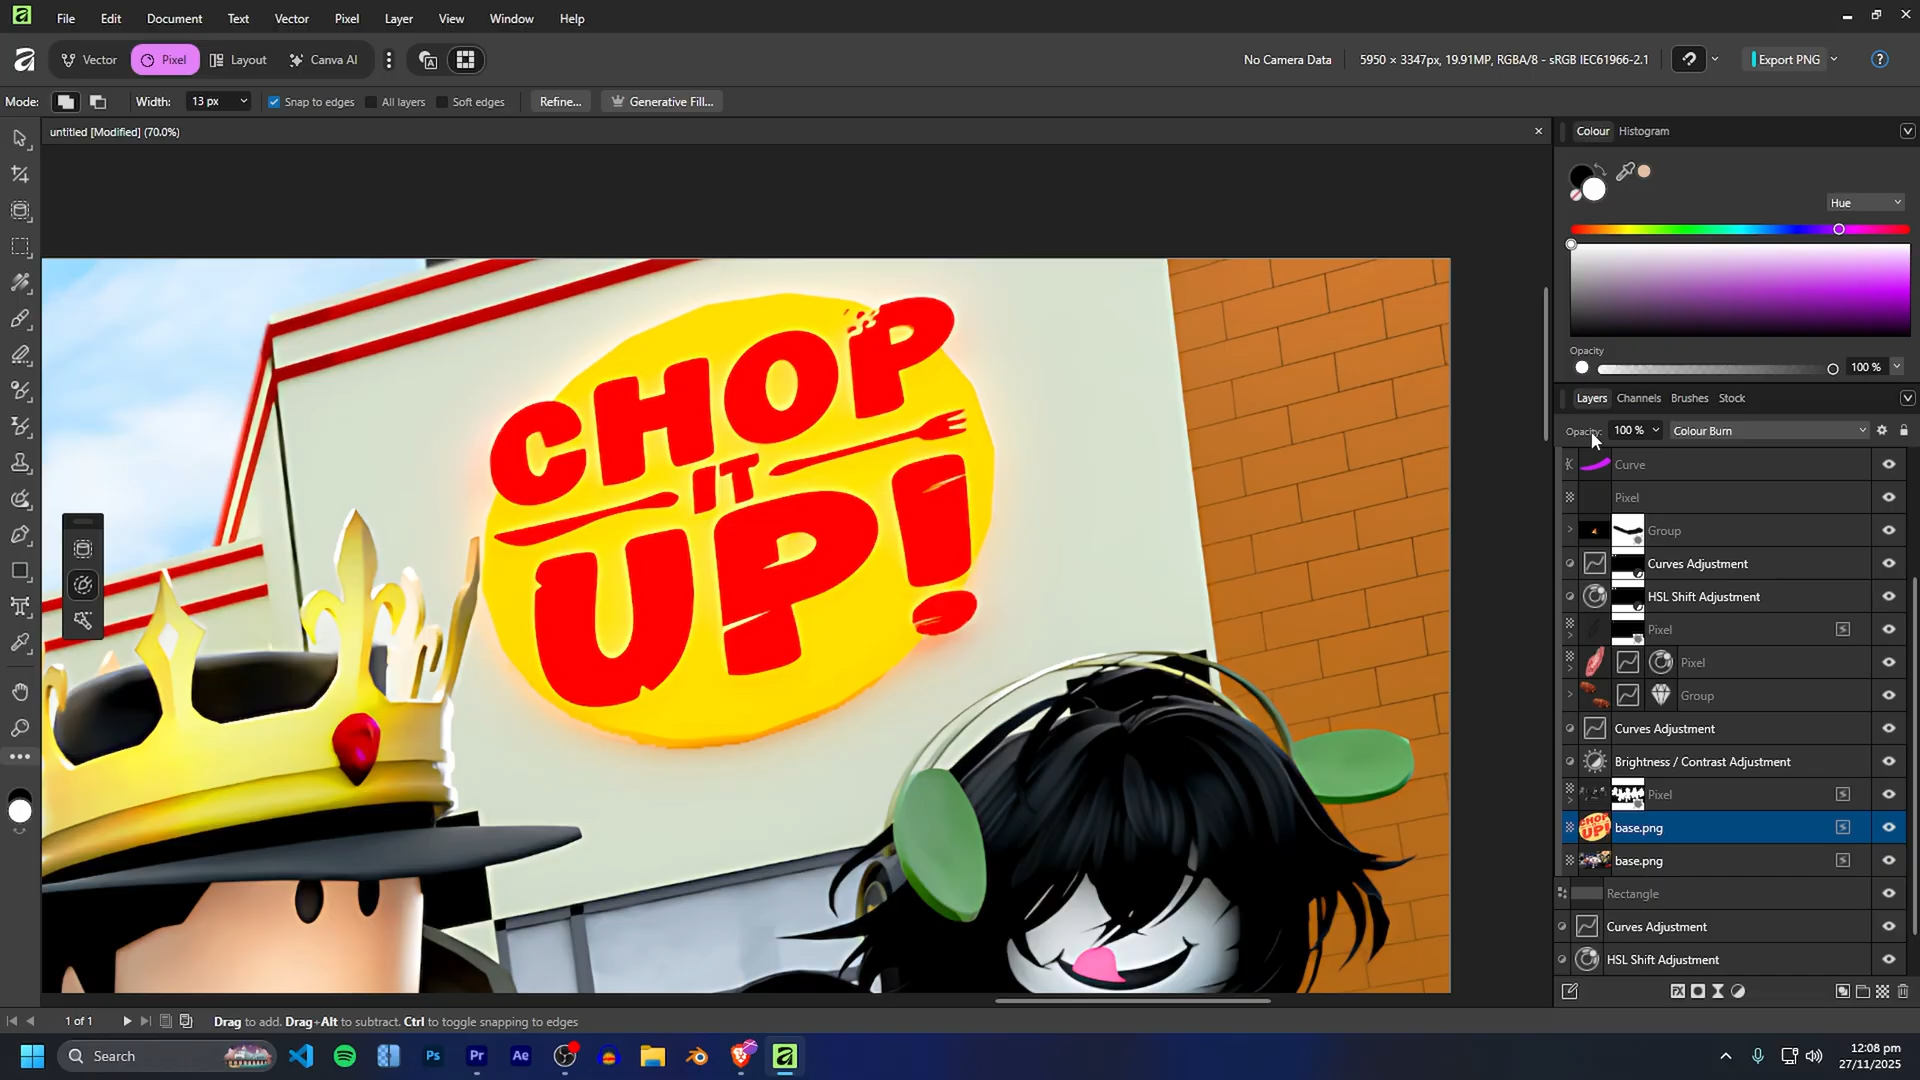 File Edit Document Text Vector Pixel Layer View Window Help
Vector Pixel Layout Canva AI No Camera Data 5950 × 3347px, 19.91MP, RGBA/8 - sRGB IEC61966-2.1 Export PNG
Mode: Width: 13 px Snap to edges All layers Soft edges Refine... Generative Fill...
untitled [Modified] (70.0%)
Colour Histogram
Hue
Opacity
100 %
Layers Channels Brushes Stock
Opacity: 100 % Colour Burn
Curve
Pixel
Group
Curves Adjustment
HSL Shift Adjustment
Pixel
Pixel
Group
Curves Adjustment
Brightness / Contrast Adjustment
Pixel
base.png
base.png
Rectangle
Curves Adjustment
HSL Shift Adjustment
CHOP
IT
UP!
1 of 1 Drag to add. Drag+Alt to subtract. Ctrl to toggle snapping to edges
Search Ps Pr Ae
12:08 pm
27/11/2025